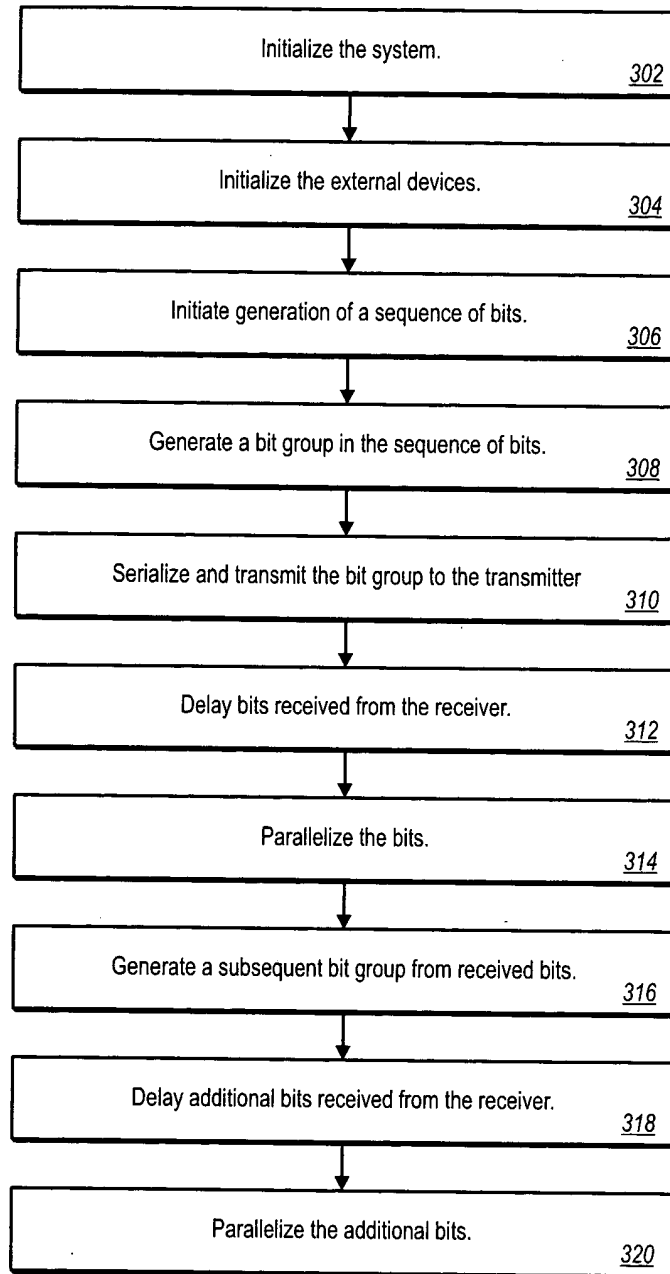 Initialize the system.
302
Initialize the external devices.
304
Initiate generation of a sequence of bits.
306
Generate a bit group in the sequence of bits.
308
Serialize and transmit the bit group to the transmitter
310
Delay bits received from the receiver.
312
Parallelize the bits.
314
Generate a subsequent bit group from received bits.
316
Delay additional bits received from the receiver.
318
Parallelize the additional bits.
320